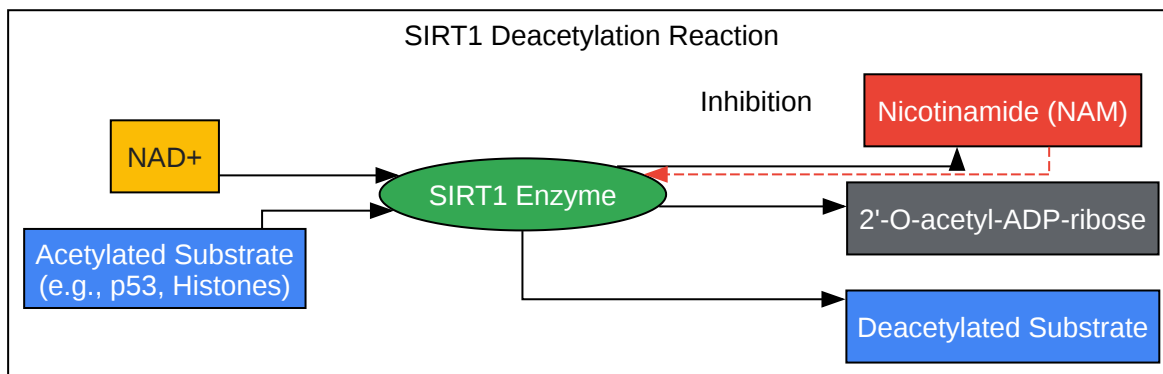 SIRT1 Deacetylation Reaction
Inhibition
Nicotinamide (NAM)
NAD+
SIRT1 Enzyme
2'-O-acetyl-ADP-ribose
Acetylated Substrate
(e.g., p53, Histones)
Deacetylated Substrate